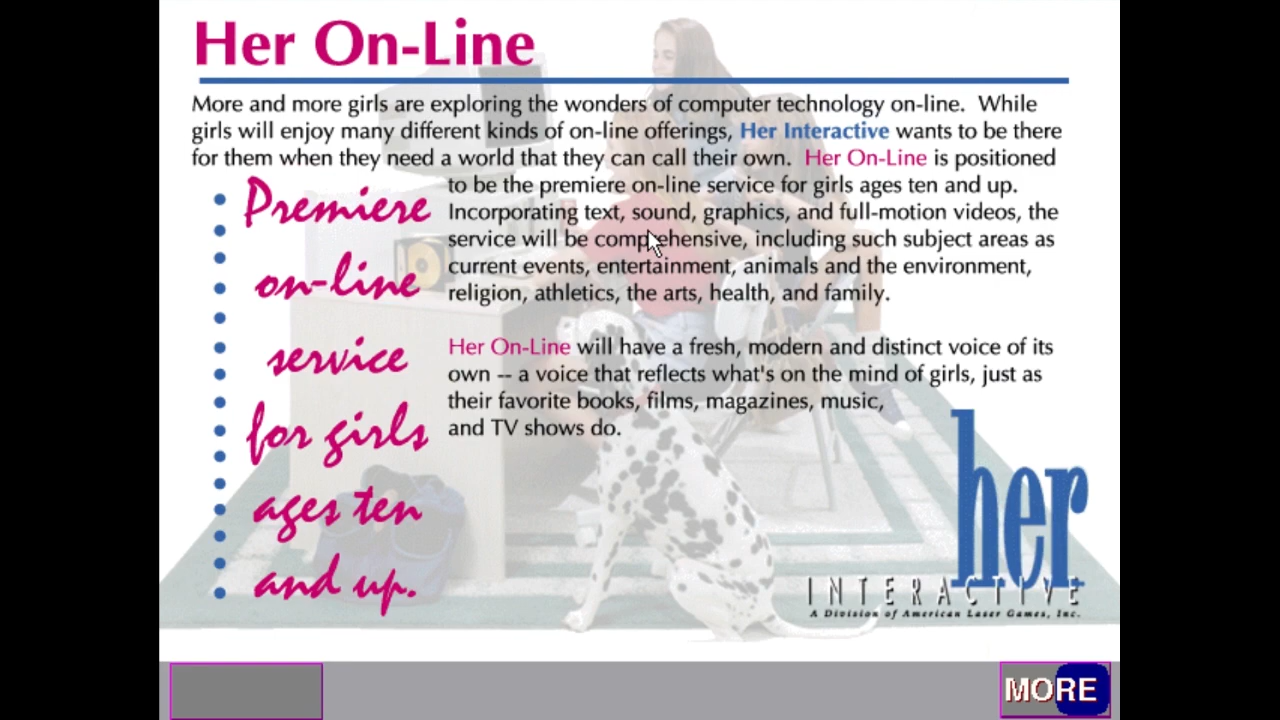 Her On-Line
More and more girls are exploring the wonders of computer technology on-line. While
girls will enjoy many different kinds of on-line offerings, Her Interactive wants to be there
for them when they need a world that they can call their own. Her On-Line is positioned
to be the premiere on-line service for girls ages ten and up.
Incorporating text, sound, graphics, and full-motion videos, the
service will be comprehensive, including such subject areas as
current events, entertainment, animals and the environment,
religion, athletics, the arts, health, and family.
Her On-Line will have a fresh, modern and distinct voice of its
own -- a voice that reflects what's on the mind of girls, just as
their favorite books, films, magazines, music,
and TV shows do.
Premiere
on-line
service
for girls
ages ten
and up.
her
INTERACTIVE
A Division of American Laser Games, Inc.
MORE